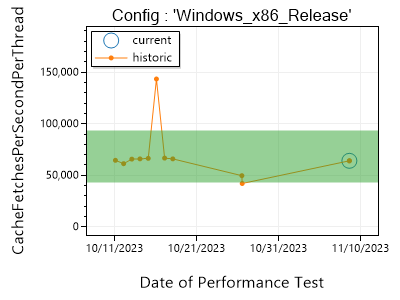 Config : 'Windows_x86_Release'
current
historic
CacheFetchesPerSecondPerThread
150,000
100,000
50,000
0
10/11/2023 10/21/2023 10/31/2023 11/10/2023
Date of Performance Test